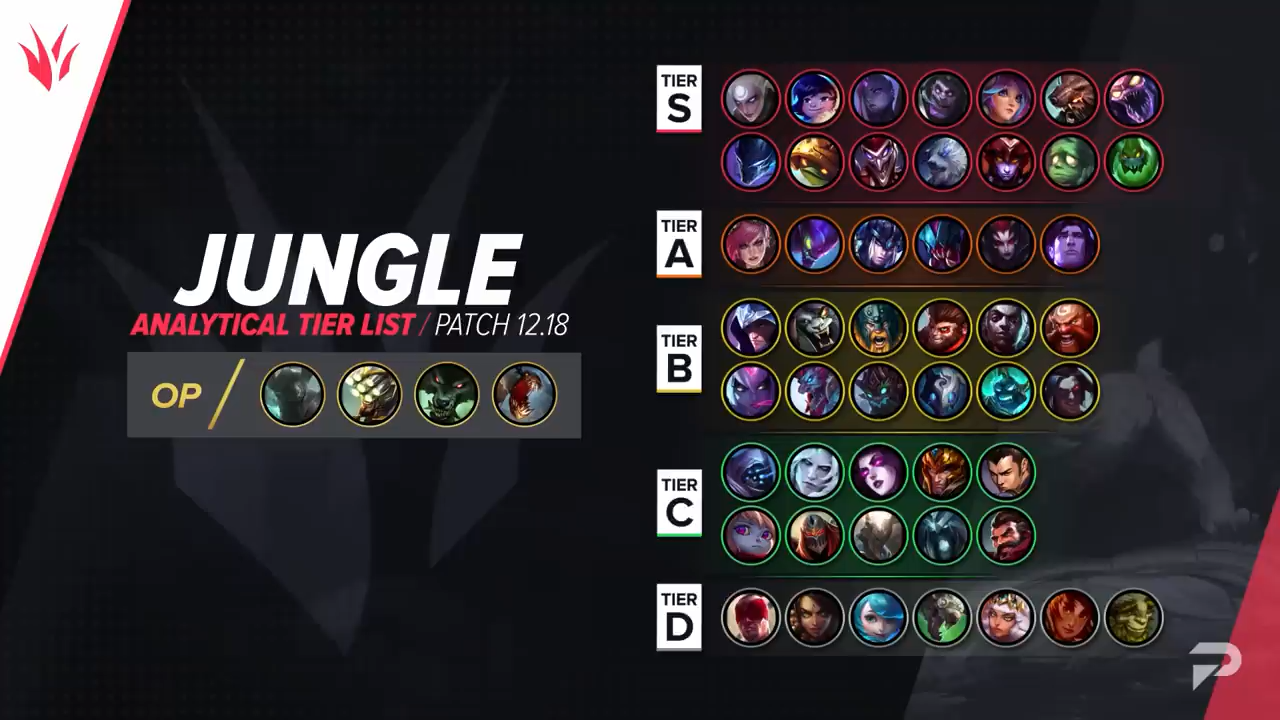 JUNGLE
ANALYTICAL TIER LIST / PATCH 12.18
OP /
TIER
S
TIER
A
TIER
B
TIER
C
TIER
D